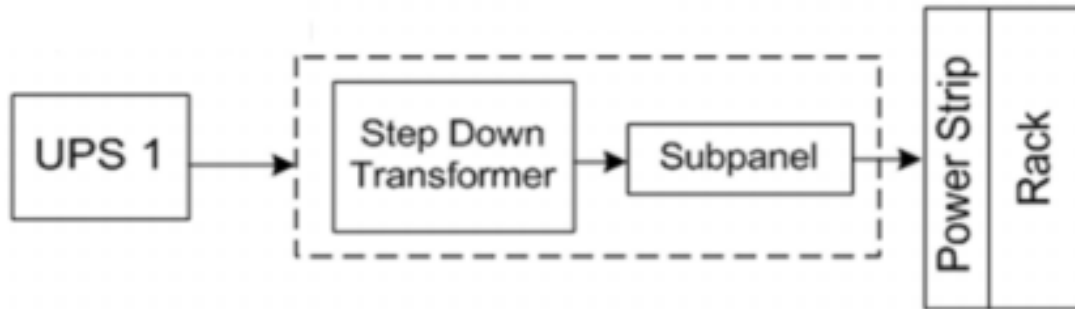 UPS 1
Step Down
Transformer
Subpanel
Power Strip
Rack